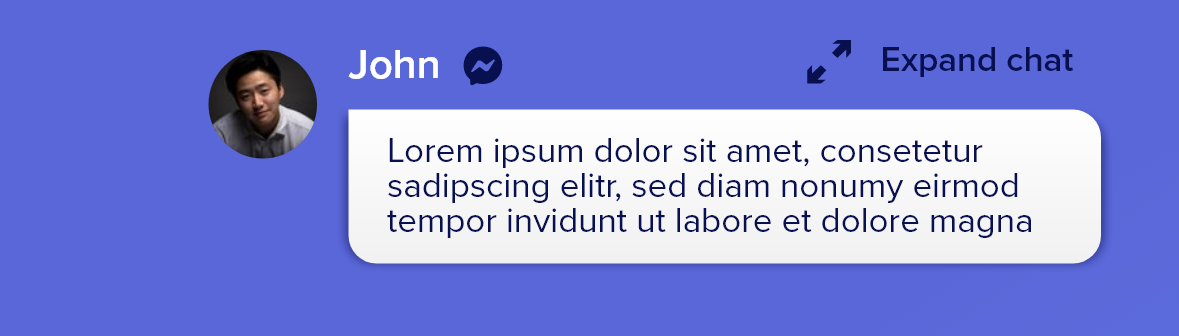 John
Expand chat
Lorem ipsum dolor sit amet, consetetur
sadipscing elitr, sed diam nonumy eirmod
tempor invidunt ut labore et dolore magna